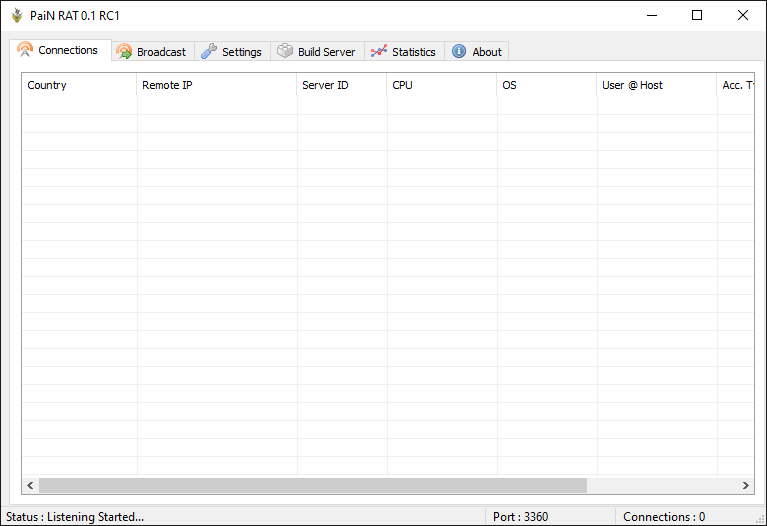 PaiN RAT 0.1 RC1
Connections Broadcast Settings Build Server Statistics About
Country Remote IP Server ID CPU OS User @ Host Acc. T
Status : Listening Started... Port : 3360 Connections : 0